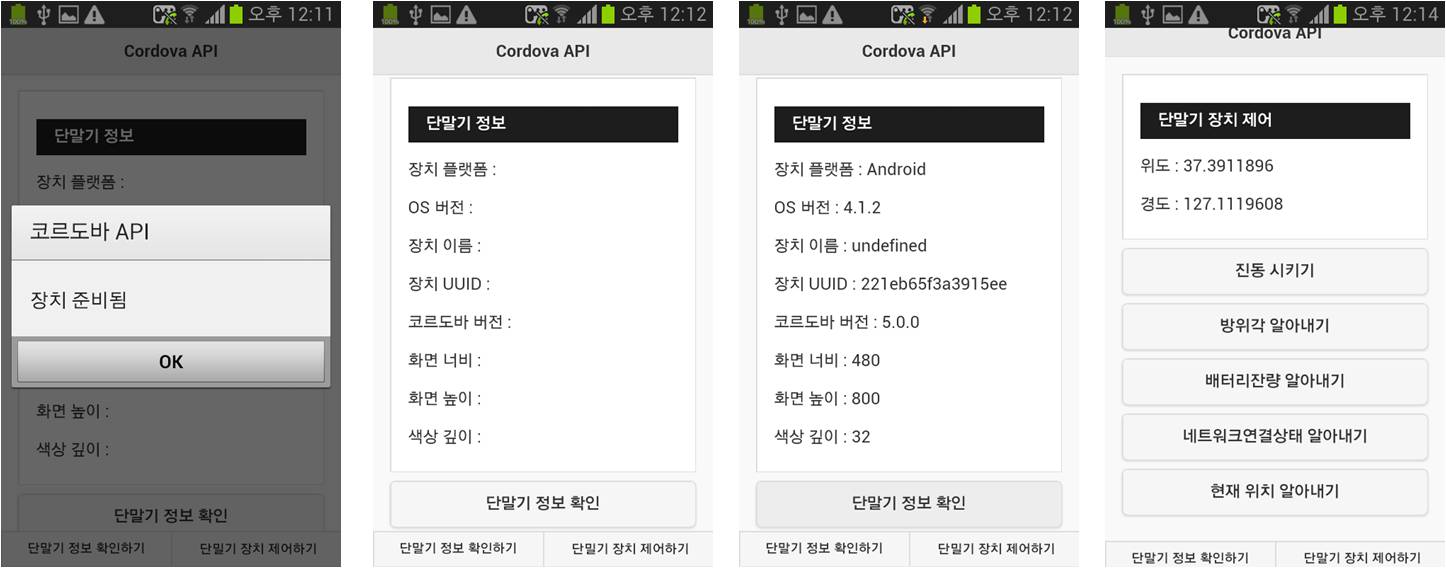 100%
오후 12:11
Cordova API
단말기 정보
장치 플랫폼 :
코르도바 API
장치 준비됨
OK
화면 높이 :
색상 깊이 :
단말기 정보 확인
단말기 정보 확인하기
단말기 장치 제어하기
100%
오후 12:12
Cordova API
단말기 정보
장치 플랫폼 :
OS 버전 :
장치 이름 :
장치 UUID :
코르도바 버전 :
화면 너비 :
화면 높이 :
색상 깊이 :
단말기 정보 확인
단말기 정보 확인하기
단말기 장치 제어하기
100%
오후 12:12
Cordova API
단말기 정보
장치 플랫폼 : Android
OS 버전 : 4.1.2
장치 이름 : undefined
장치 UUID : 221eb65f3a3915ee
코르도바 버전 : 5.0.0
화면 너비 : 480
화면 높이 : 800
색상 깊이 : 32
단말기 정보 확인
단말기 정보 확인하기
단말기 장치 제어하기
100%
오후 12:14
Cordova API
단말기 장치 제어
위도 : 37.3911896
경도 : 127.1119608
진동 시키기
방위각 알아내기
배터리잔량 알아내기
네트워크연결상태 알아내기
현재 위치 알아내기
단말기 정보 확인하기
단말기 장치 제어하기